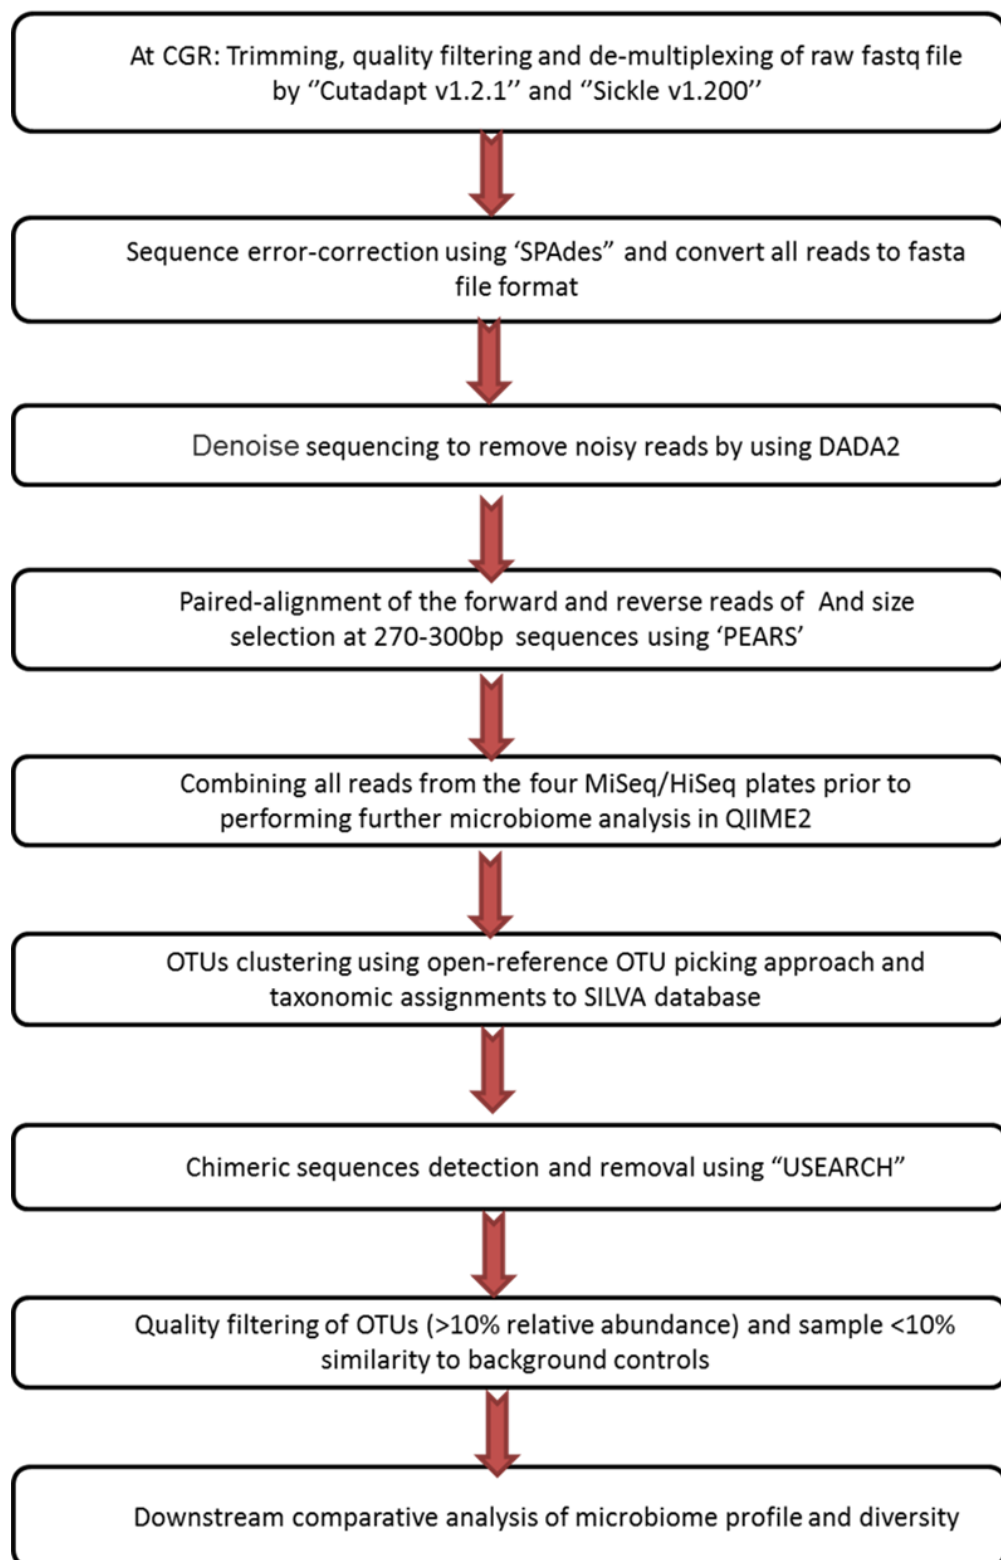 At CGR: Trimming, quality filtering and de-multiplexing of raw fastq file
by “Cutadapt v1.2.1” and “Sickle v1.200”
Sequence error-correction using ‘SPAdes” and convert all reads to fasta
file format
Denoise sequencing to remove noisy reads by using DADA2
Paired-alignment of the forward and reverse reads of And size
selection at 270-300bp sequences using ‘PEARS’
Combining all reads from the four MiSeq/HiSeq plates prior to
performing further microbiome analysis in QIIME2
OTUs clustering using open-reference OTU picking approach and
taxonomic assignments to SILVA database
Chimeric sequences detection and removal using “USEARCH”
Quality filtering of OTUs (>10% relative abundance) and sample <10%
similarity to background controls
Downstream comparative analysis of microbiome profile and diversity